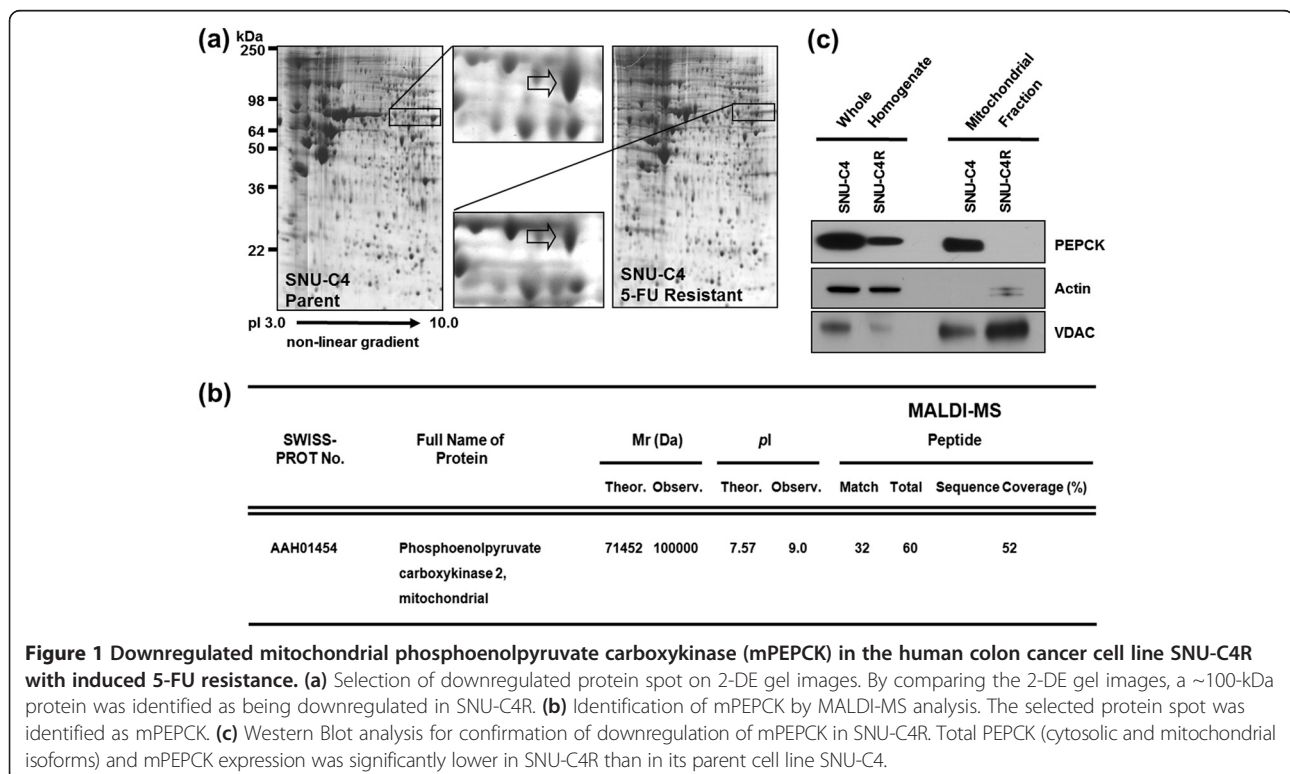 (a)
kDa
250
98
64
50
36
22
SNU-C4
Parent
SNU-C4
5-FU Resistant
pI 3.0
10.0
non-linear gradient
(c)
Whole
Homogenate
Mitochondrial
Fraction
SNU-C4
SNU-C4R
SNU-C4
SNU-C4R
PEPCK
Actin
VDAC
(b)
MALDI-MS
SWISS-
PROT No.
Full Name of
Protein
Mr (Da)
pI
Peptide
Theor. Observ. Theor. Observ. Match Total Sequence Coverage (%)
AAH01454 Phosphoenolpyruvate 71452 100000 7.57 9.0 32 60 52
carboxykinase 2,
mitochondrial
Figure 1 Downregulated mitochondrial phosphoenolpyruvate carboxykinase (mPEPCK) in the human colon cancer cell line SNU-C4R
with induced 5-FU resistance. (a) Selection of downregulated protein spot on 2-DE gel images. By comparing the 2-DE gel images, a ~100-kDa
protein was identified as being downregulated in SNU-C4R. (b) Identification of mPEPCK by MALDI-MS analysis. The selected protein spot was
identified as mPEPCK. (c) Western Blot analysis for confirmation of downregulation of mPEPCK in SNU-C4R. Total PEPCK (cytosolic and mitochondrial
isoforms) and mPEPCK expression was significantly lower in SNU-C4R than in its parent cell line SNU-C4.